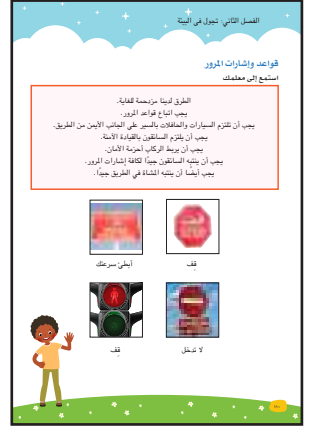 الفصل الثاني: تجول في البيئة
قواعد وإشارات المرور
استمع إلى معلمك
الطرق لدينا مزدحمة للغاية.
يجب اتباع قواعد المرور.
يجب أن تلتزم السيارات والحافلات بالسير على الجانب الأيمن من الطريق.
يجب أن يلتزم السائقون بالقيادة الآمنة.
يجب أن يربط الركاب أحزمة الأمان.
يجب أن ينتبه السائقون جيدًا لكافة إشارات المرور.
يجب أيضًا أن ينتبه المشاة في الطريق جيدًا.
قف
أبطئ سرعتك
لا تدخل
قف